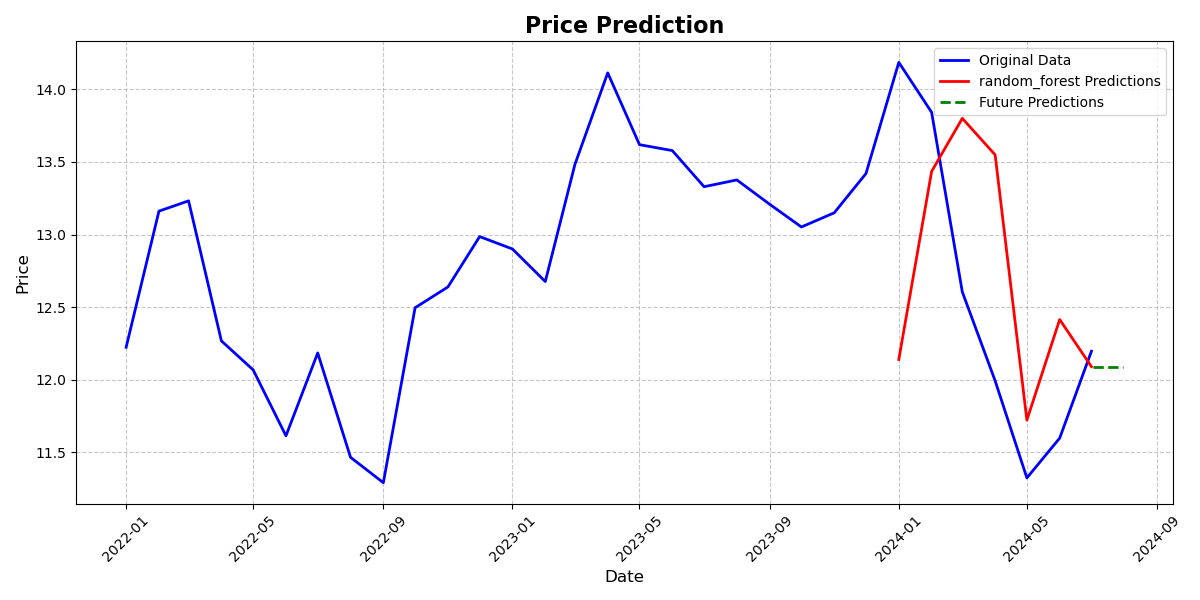 Price Prediction
Original Data
random_forest Predictions
Future Predictions
Price
14.0
13.5
13.0
12.5
12.0
11.5
2022-01
2022-05
2022-09
2023-01
2023-05
2023-09
2024-01
2024-05
2024-09
Date